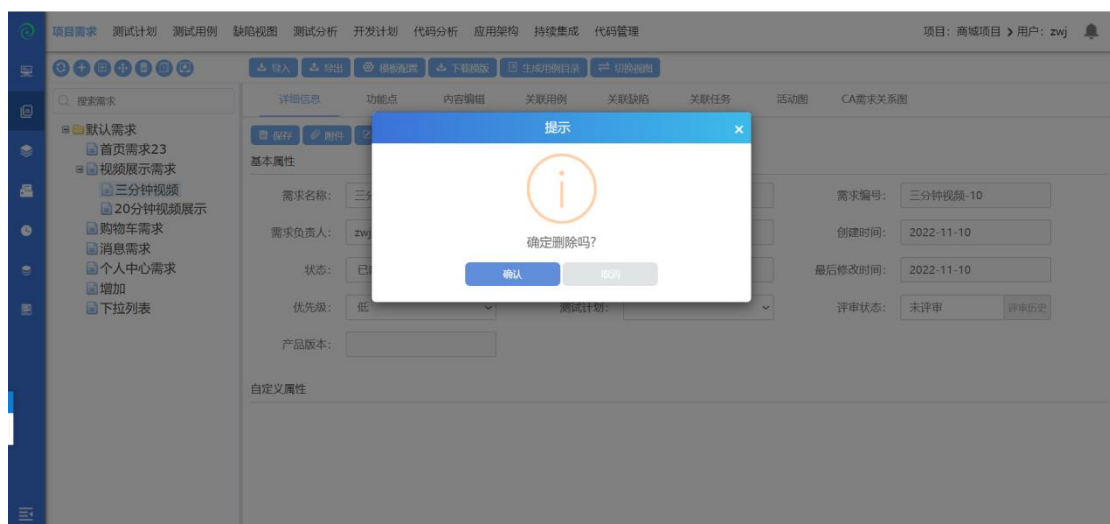 项目需求 测试计划 测试用例 缺陷视图 测试分析 开发计划 代码分析 应用架构 持续集成 代码管理 项目：商城项目 用户：zwj
导入 导出 模板配置 下载模版 生成用例目录 切换视图
搜索需求
默认需求
首页需求23
视频展示需求
三分钟视频
20分钟视频展示
购物车需求
消息需求
个人中心需求
增加
下拉列表
详细信息 功能点 内容编辑 关联用例 关联缺陷 关联任务 活动图 CA需求关系图
保存 附件
基本属性
需求名称： 三分 需求编号： 三分钟视频-10
需求负责人： zwj 创建时间： 2022-11-10
状态： 最后修改时间： 2022-11-10
优先级： 低 测试计划： 评审状态： 未评审 评审历史
产品版本：
自定义属性
提示 ×
确定删除吗?
确认 取消